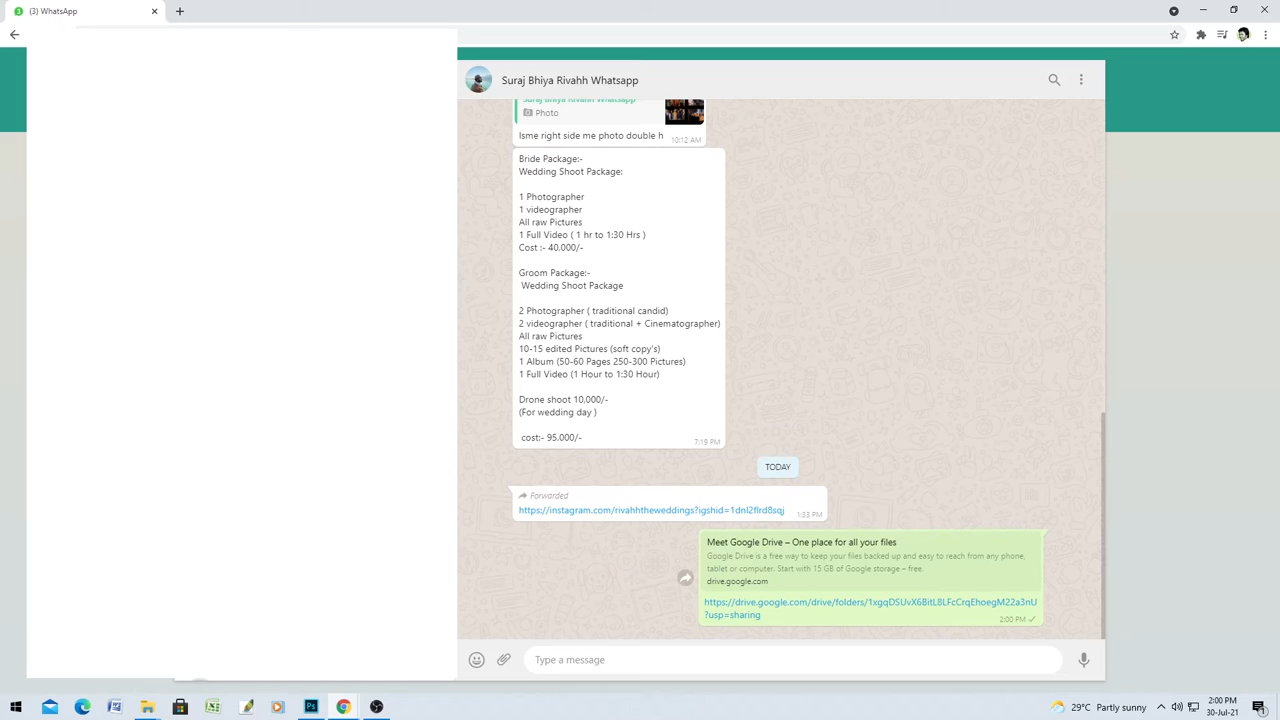 (3) WhatsApp
Suraj Bhiya Rivahh Whatsapp
Suraj Bhiya Rivahh Whatsapp
Photo
Isme right side me photo double h
10:12 AM
Bride Package:-
Wedding Shoot Package:
1 Photographer
1 videographer
All raw Pictures
1 Full Video ( 1 hr to 1:30 Hrs )
Cost :- 40,000/-
Groom Package:-
Wedding Shoot Package
2 Photographer ( traditional candid)
2 videographer ( traditional + Cinematographer)
All raw Pictures
10-15 edited Pictures (soft copy's)
1 Album (50-60 Pages 250-300 Pictures)
1 Full Video (1 Hour to 1:30 Hour)
Drone shoot 10,000/-
(For wedding day )
cost:- 95,000/-
7:19 PM
TODAY
Forwarded
https://instagram.com/rivahhtheweddings?igshid=1dnl2flrd8sqj
1:33 PM
Meet Google Drive – One place for all your files
Google Drive is a free way to keep your files backed up and easy to reach from any phone,
tablet or computer. Start with 15 GB of Google storage – free.
drive.google.com
https://drive.google.com/drive/folders/1xgqDSUvX6BitL8LFcCrqEhoegM22a3nU
?usp=sharing
2:00 PM
Type a message
29°C Partly sunny
2:00 PM
30-Jul-21